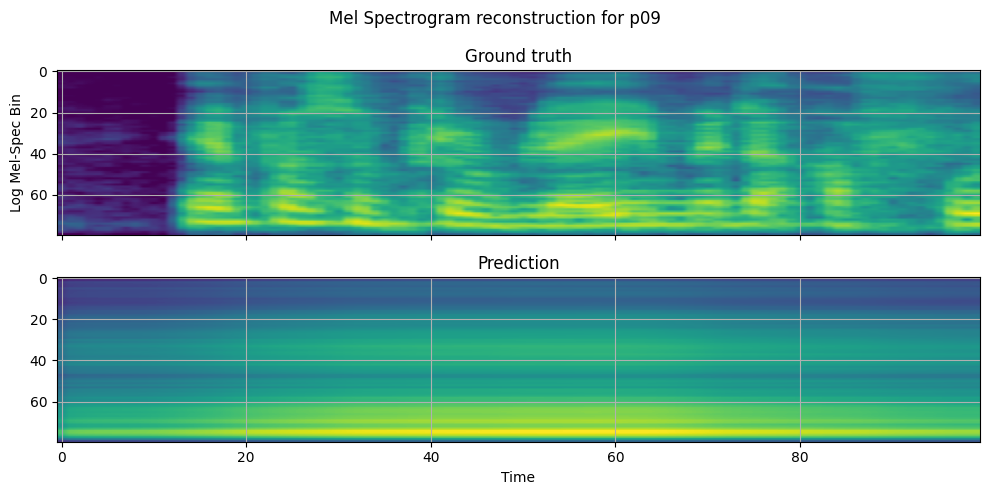 Mel Spectrogram reconstruction for p09
Ground truth
0
20
40
60
Log Mel-Spec Bin
Prediction
0
20
40
60
0 20 40 60 80
Time